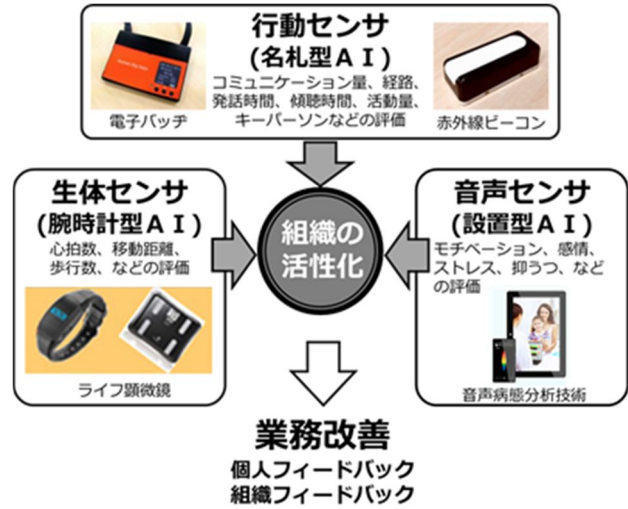 行動センサ
(名札型ＡＩ)
コミュニケーション量、経路、
発話時間、傾聴時間、活動量、
キーパーソンなどの評価
電子バッヂ
赤外線ビーコン
生体センサ
(腕時計型ＡＩ)
心拍数、移動距離、
歩行数、などの評価
ライフ顕微鏡
組織の
活性化
音声センサ
(設置型ＡＩ)
モチベーション、感情、
ストレス、抑うつ、など
の評価
音声病態分析技術
業務改善
個人フィードバック
組織フィードバック